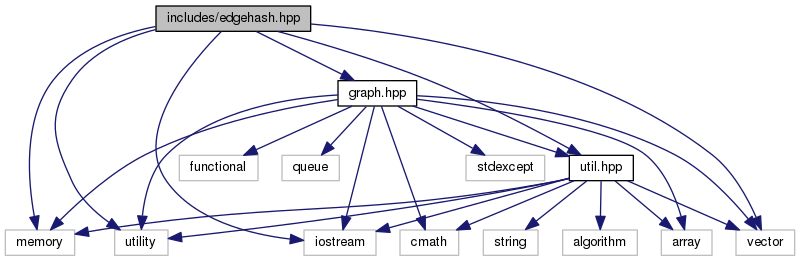 includes/edgehash.hpp
graph.hpp
functional
queue
stdexcept
util.hpp
memory
utility
iostream
cmath
string
algorithm
array
vector